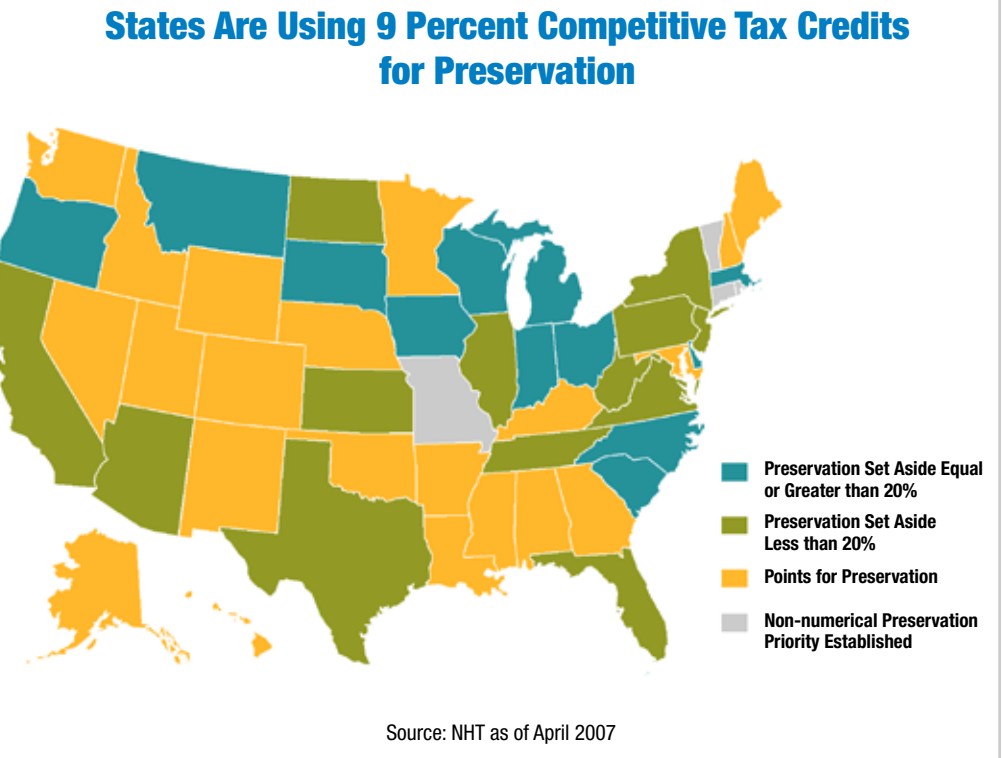 States Are Using 9 Percent Competitive Tax Credits
for Preservation
Preservation Set Aside Equal
or Greater than 20%
Preservation Set Aside
Less than 20%
Points for Preservation
Non-numerical Preservation
Priority Established
Source: NHT as of April 2007